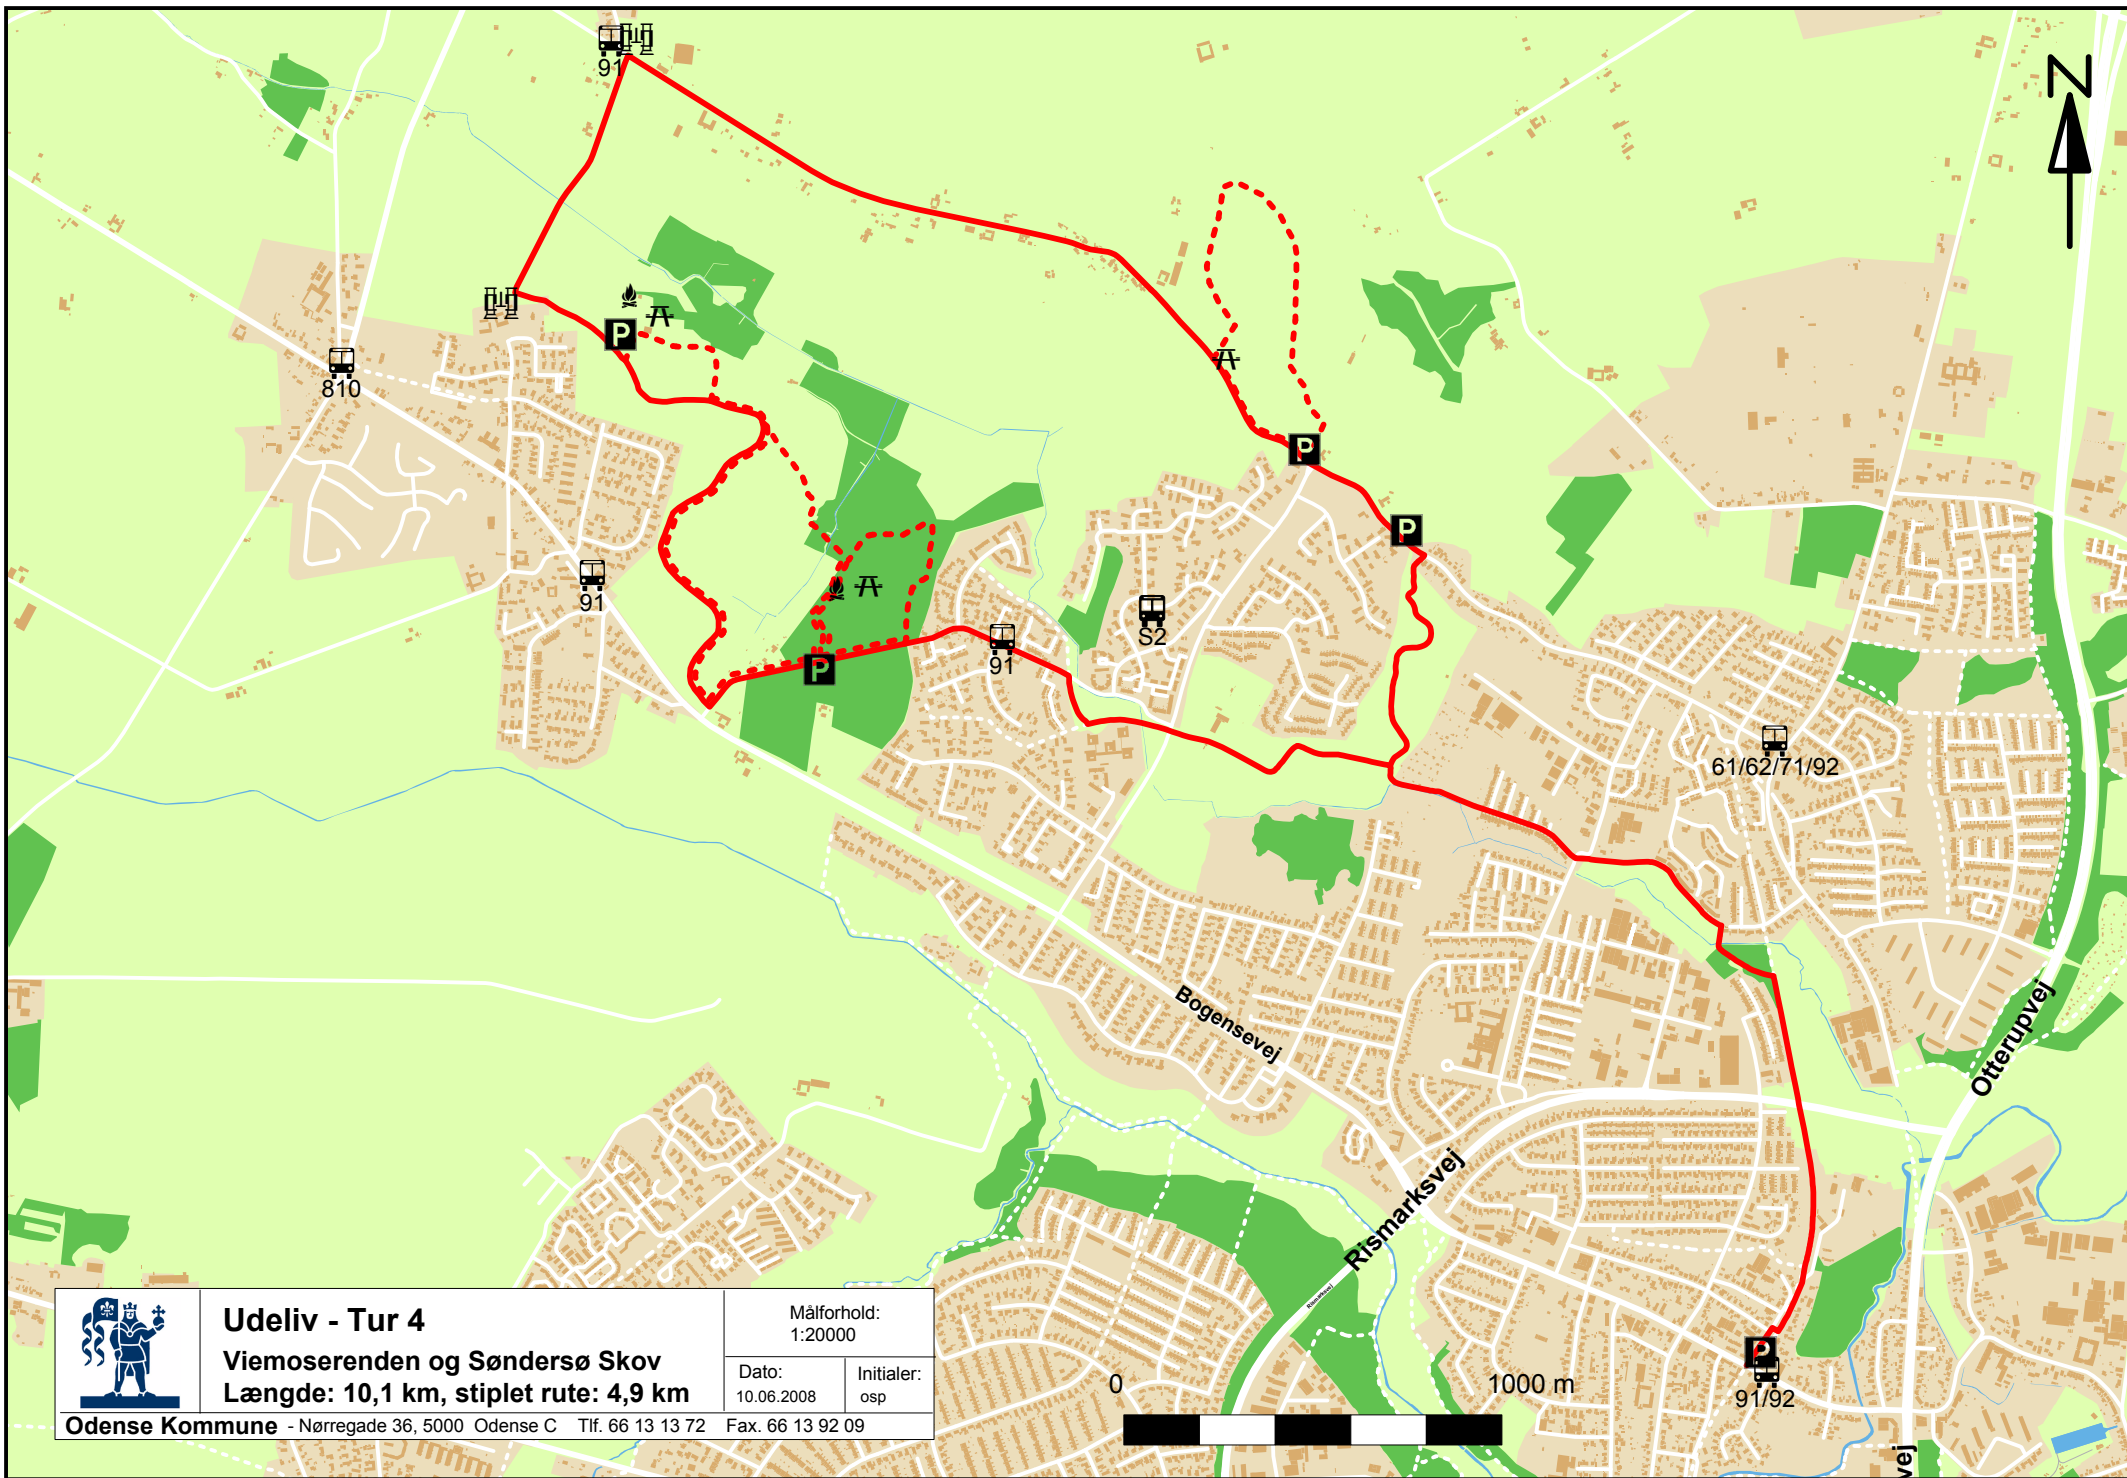 91
N
P
810
P
P
91
S2
91
P
61/62/71/92
Bogensevej
Otterupvej
Rismarksvej
Rismarksvej
P
91/92
vej
0
1000 m
Udeliv - Tur 4
Viemoserenden og Søndersø Skov
Længde: 10,1 km, stiplet rute: 4,9 km
Målforhold:
1:20000
Dato:
10.06.2008
Initialer:
osp
Odense Kommune - Nørregade 36, 5000 Odense C Tlf. 66 13 13 72 Fax. 66 13 92 09